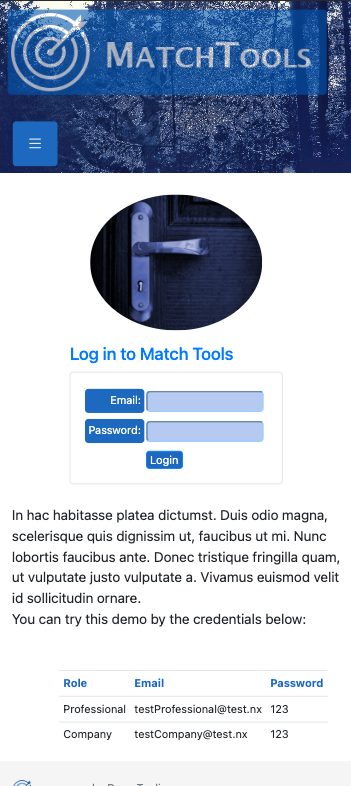 MatchTools
Log in to Match Tools
Email:
Password:
Login
In hac habitasse platea dictumst. Duis odio magna,
scelerisque quis dignissim ut, faucibus ut mi. Nunc
lobortis faucibus ante. Donec tristique fringilla quam,
ut vulputate justo vulputate a. Vivamus euismod velit
id sollicitudin ornare.
You can try this demo by the credentials below:
Role Email Password
Professional testProfessional@test.nx 123
Company testCompany@test.nx 123